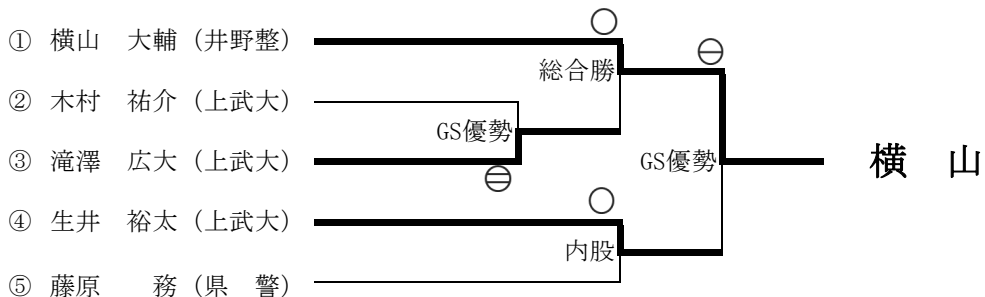 ① 横山　大輔（井野整）
総合勝
② 木村　祐介（上武大）
GS優勢
③ 滝澤　広大（上武大）
GS優勢
横　山
④ 生井　裕太（上武大）
内股
⑤ 藤原　　務（県　警）